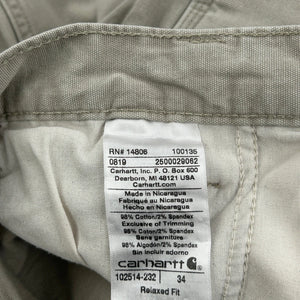 RN# 14806 100135
0819 2500029062
Carhartt, Inc. P.O. Box 600
Dearborn, MI 48121
Carhartt.com
Made in Nicaragua
Fabriqué au Nicaragua
Hecho en Nicaragua
98% Cotton/2% Spandex
Exclusive of Trimming
98% Coton/2% Spandex
Sans garniture
98% Algodón/2% Spandex
Sin incluir adorno
carhartt
102514-232 34
Relaxed Fit